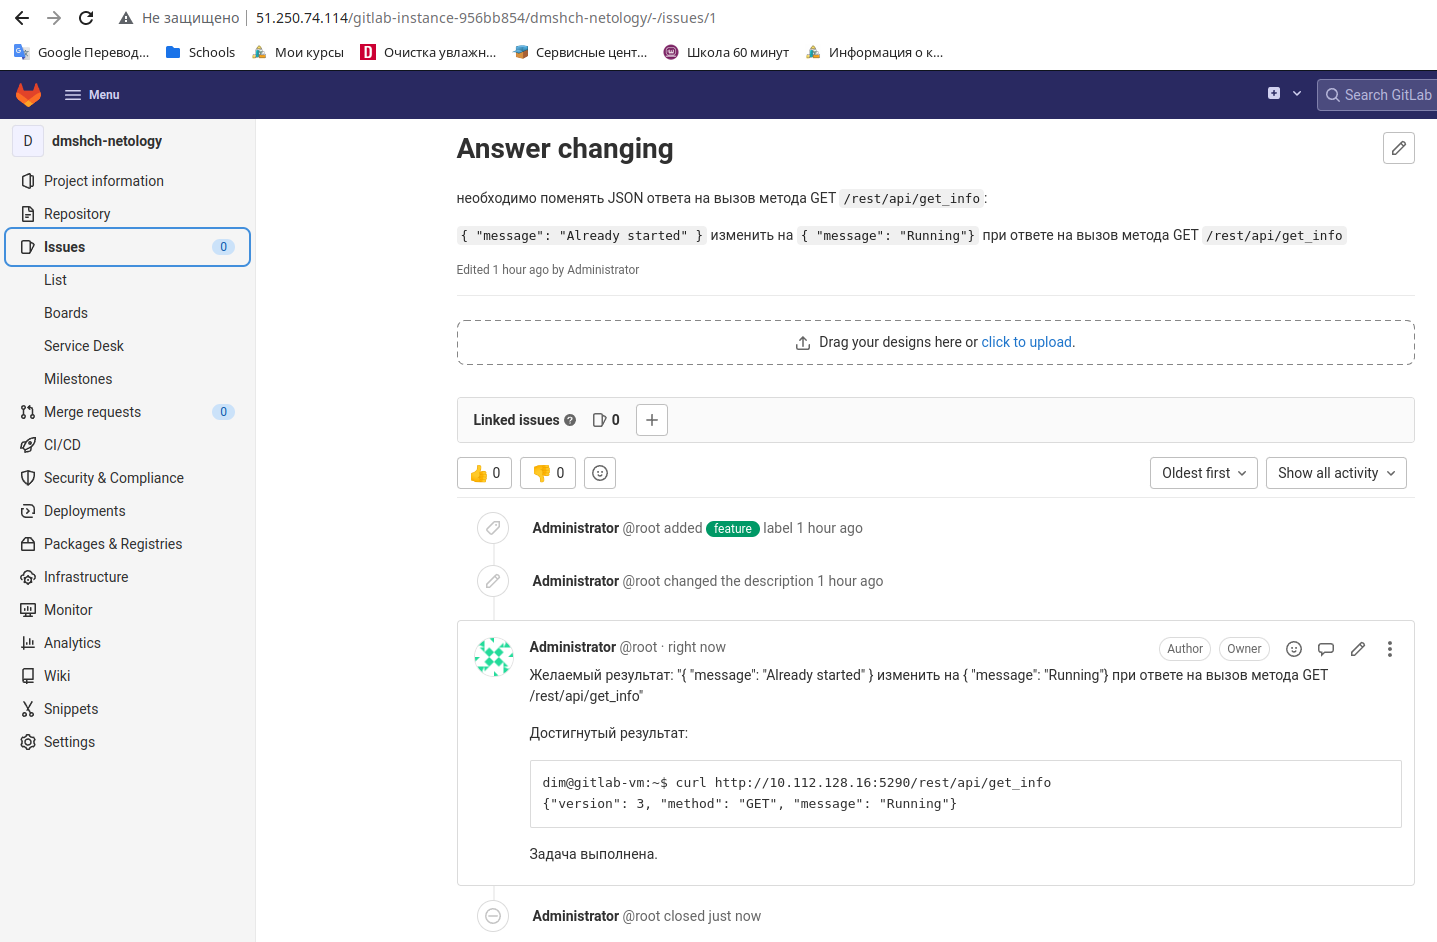 Не защищено 51.250.74.114/gitlab-instance-956bb854/dmshch-netology/-/issues/1
Google Перевод... Schools Мои курсы Очистка увлажн... Сервисные цент... Школа 60 минут Информация о к...
Menu Search GitLab
D dmshch-netology
Project information
Repository
Issues 0
List
Boards
Service Desk
Milestones
Merge requests 0
CI/CD
Security & Compliance
Deployments
Packages & Registries
Infrastructure
Monitor
Analytics
Wiki
Snippets
Settings
Answer changing
необходимо поменять JSON ответа на вызов метода GET /rest/api/get_info:
{ "message": "Already started" } изменить на { "message": "Running"} при ответе на вызов метода GET /rest/api/get_info
Edited 1 hour ago by Administrator
Drag your designs here or click to upload.
Linked issues 0
0 0 Oldest first Show all activity
Administrator @root added feature label 1 hour ago
Administrator @root changed the description 1 hour ago
Administrator @root · right now Author Owner
Желаемый результат: "{ "message": "Already started" } изменить на { "message": "Running"} при ответе на вызов метода GET
/rest/api/get_info"
Достигнутый результат:
dim@gitlab-vm:~$ curl http://10.112.128.16:5290/rest/api/get_info
{"version": 3, "method": "GET", "message": "Running"}
Задача выполнена.
Administrator @root closed just now